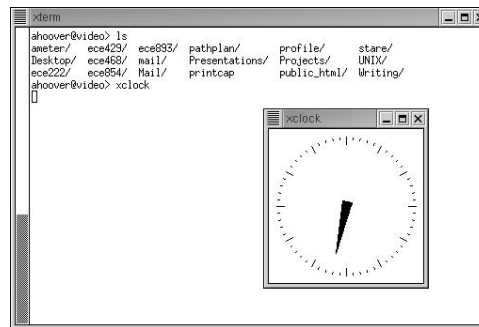 xterm
ahoover@video> ls
ameter/ ece429/ ece893/ pathplan/ profile/ stare/
Desktop/ ece468/ mail/ Presentations/ Projects/ UNIX/
ece222/ ece854/ Mail/ printcap public_html/ Writing/
ahoover@video> xclock
xclock